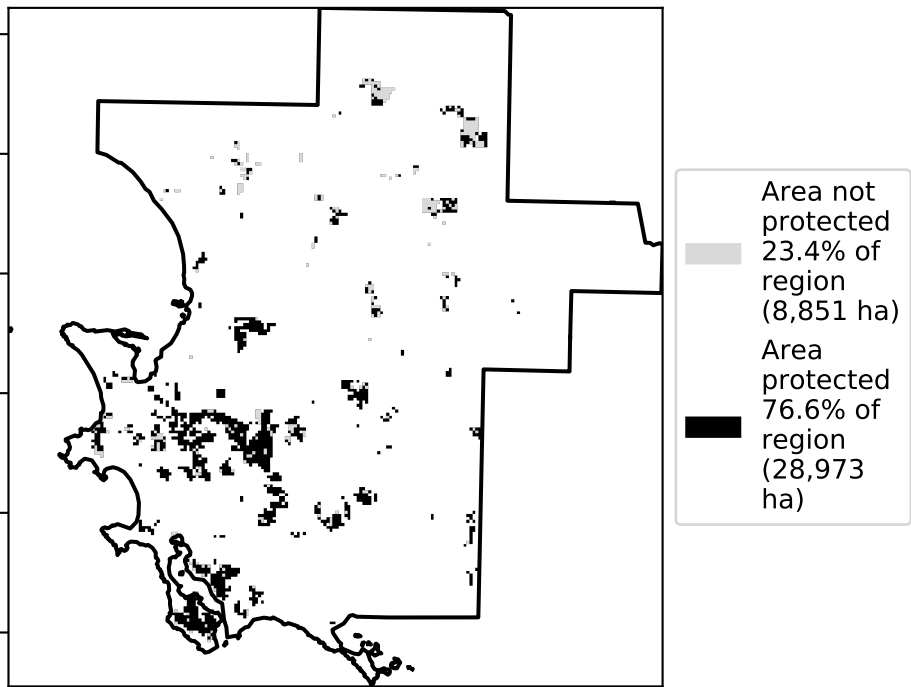 Area not
protected
23.4% of
region
(8,851 ha)
Area
protected
76.6% of
region
(28,973
ha)